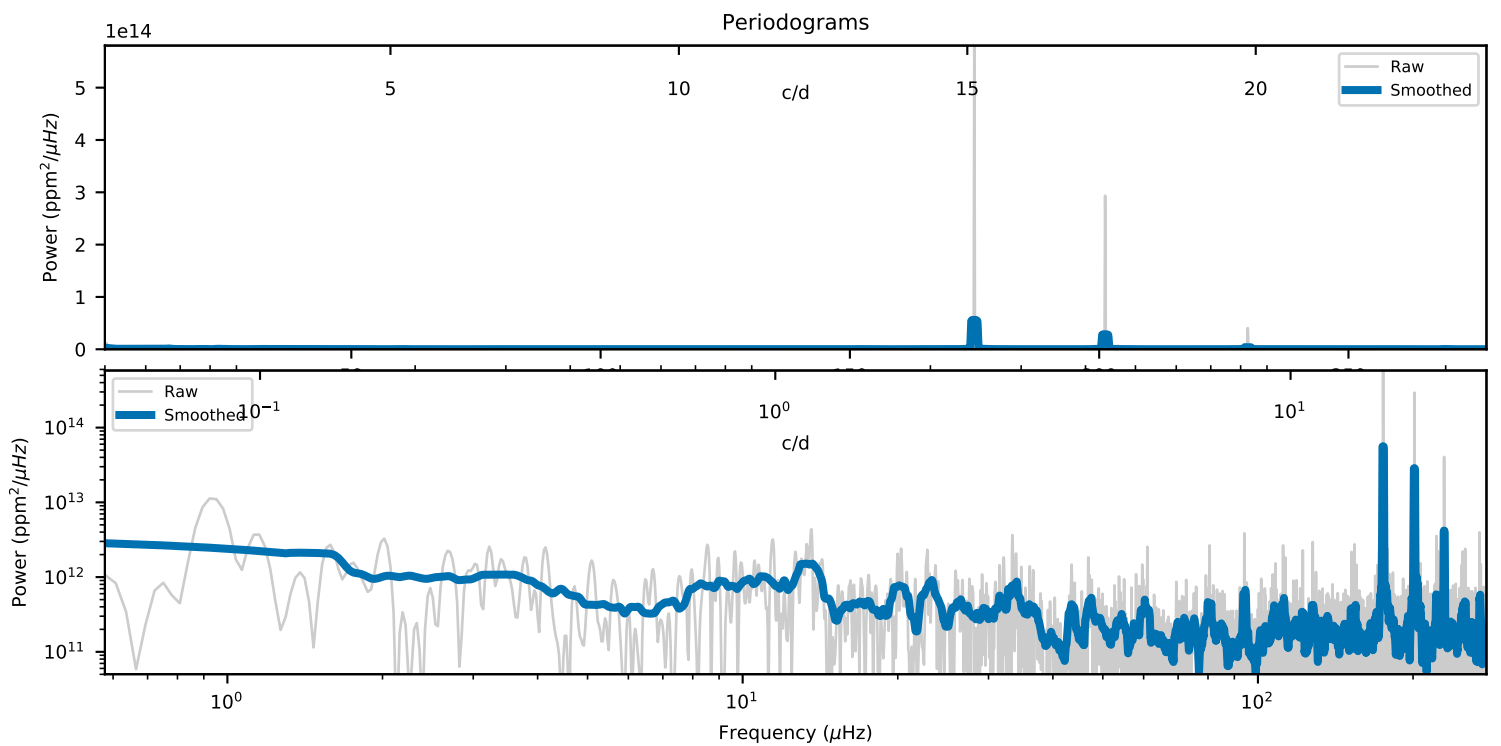 Periodograms
1e14
5 10 15 20
c/d
Raw
Smoothed
5
4
3
2
1
0
Power (ppm²/μHz)
Raw
Smoothed
10⁻¹ 10⁰ 10¹
c/d
10¹⁴
10¹³
10¹²
10¹¹
Power (ppm²/μHz)
10⁰ 10¹ 10²
Frequency (μHz)